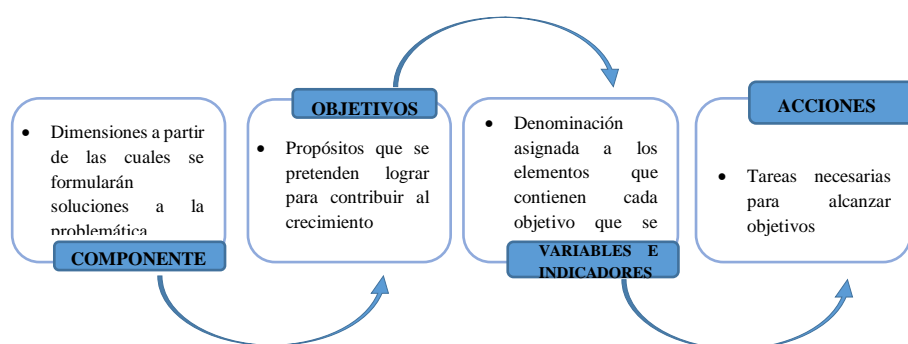 • Dimensiones a partir
de las cuales se
formularán
soluciones a la
problemática
COMPONENTE
OBJETIVOS
• Propósitos que se
pretenden lograr
para contribuir al
crecimiento
• Denominación
asignada a los
elementos que
contienen cada
objetivo que se
VARIABLES E
INDICADORES
ACCIONES
• Tareas necesarias
para alcanzar
objetivos